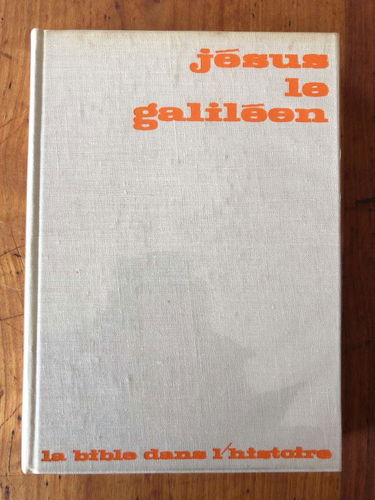 jésus
le
galiléen
la bible dans l'histoire